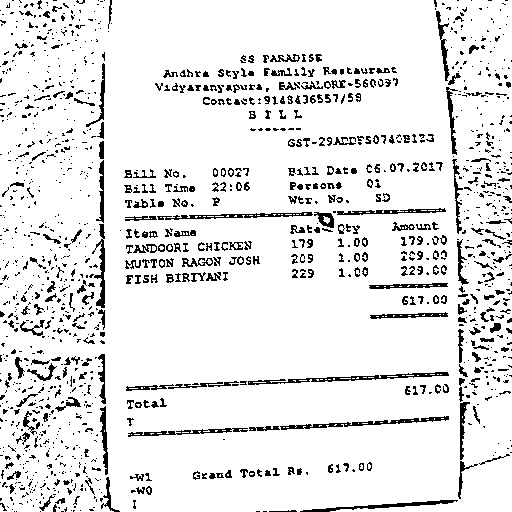 SS PARADISE
Andhra Style Famlily Restaurant
Vidyaranyapura, BANGALORE-560097
Contact:9148436557/58
B I L L
-------
Bill No. 00027 Bill Date 06.07.2017
Bill Time 22:06 Persons 01
Table No. P Wtr. No. SD
Item Name Rate Qty Amount
TANDOORI CHICKEN 179 1.00 179.00
MUTTON RAGON JOSH 209 1.00 209.00
FISH BIRIYANI 229 1.00 229.00
617.00
Total 617.00
T
-W1 Grand Total Rs. 617.00
-W0